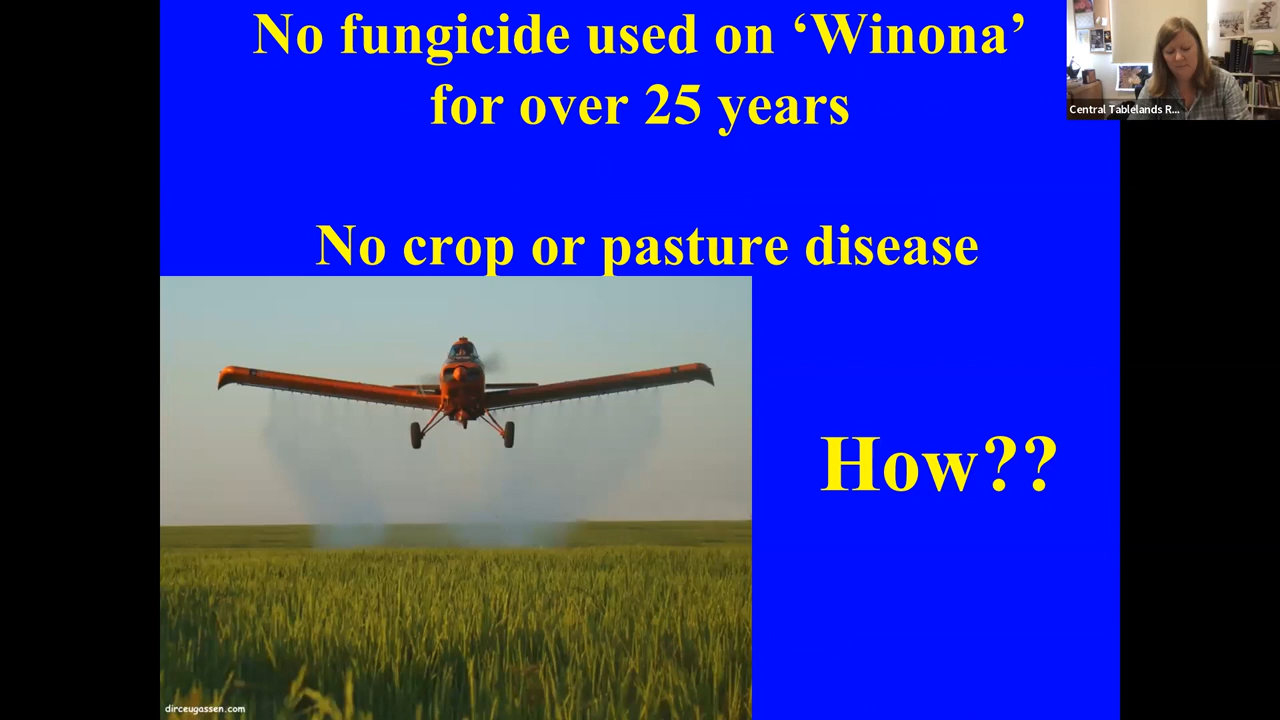 No fungicide used on ‘Winona’
for over 25 years
No crop or pasture disease
How??
dirceugassen.com
Central Tablelands R...